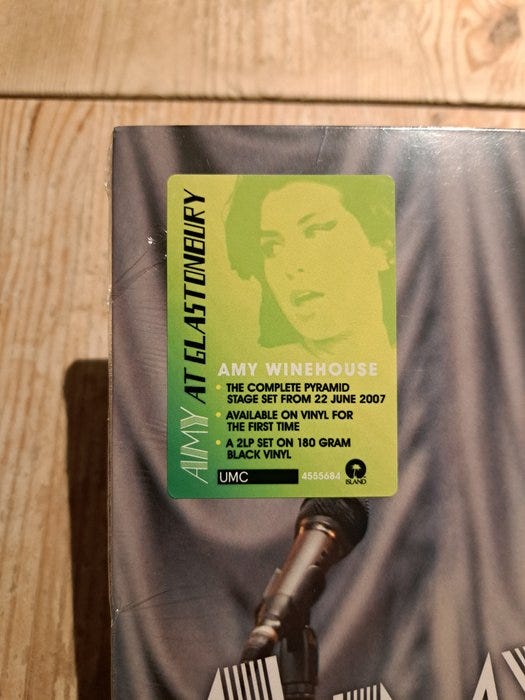 AMY AT GLASTONBURY
AMY WINEHOUSE
• THE COMPLETE PYRAMID
STAGE SET FROM 22 JUNE 2007
• AVAILABLE ON VINYL FOR
THE FIRST TIME
• A 2LP SET ON 180 GRAM
BLACK VINYL
UMC
4555684
ISLAND